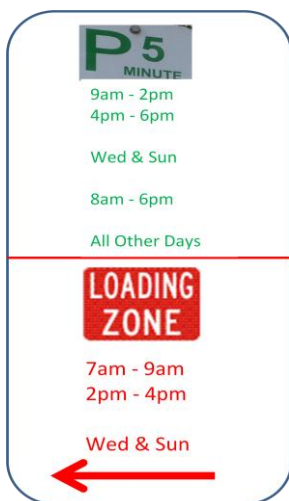 P 5
MINUTE
9am - 2pm
4pm - 6pm
Wed & Sun
8am - 6pm
All Other Days
LOADING
ZONE
7am - 9am
2pm - 4pm
Wed & Sun